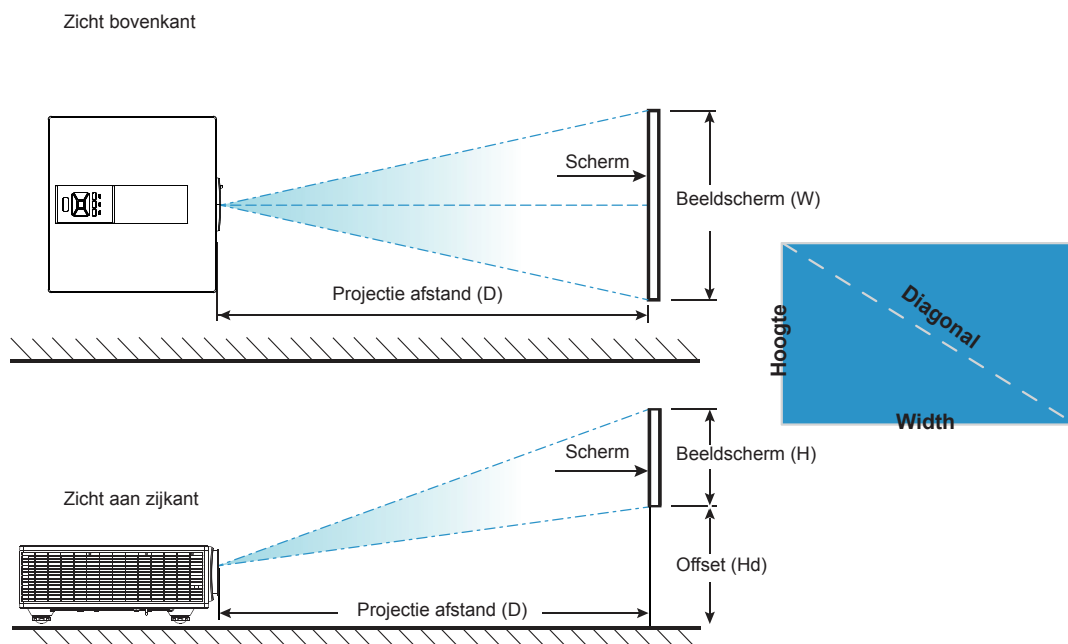 Zicht bovenkant
Scherm
Beeldscherm (W)
Projectie afstand (D)
Hoogte
Diagonal
Width
Scherm
Beeldscherm (H)
Zicht aan zijkant
Offset (Hd)
Projectie afstand (D)